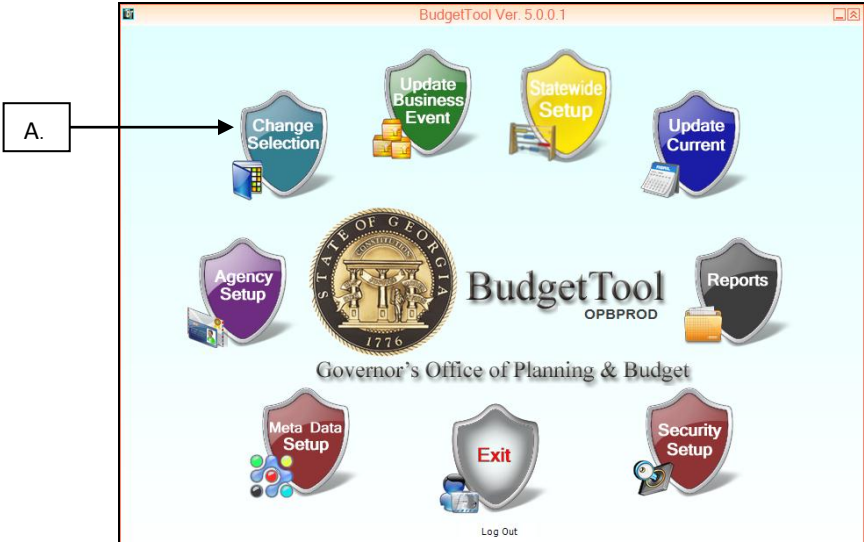 BudgetTool Ver. 5.0.0.1
A.
Change
Selection
Update
Business
Event
Statewide
Setup
Update
Current
Agency
Setup
STATE OF GEORGIA
CONSTITUTION
1776
BudgetTool
OPBPROD
Reports
Governor's Office of Planning & Budget
Meta Data
Setup
Exit
Security
Setup
Log Out